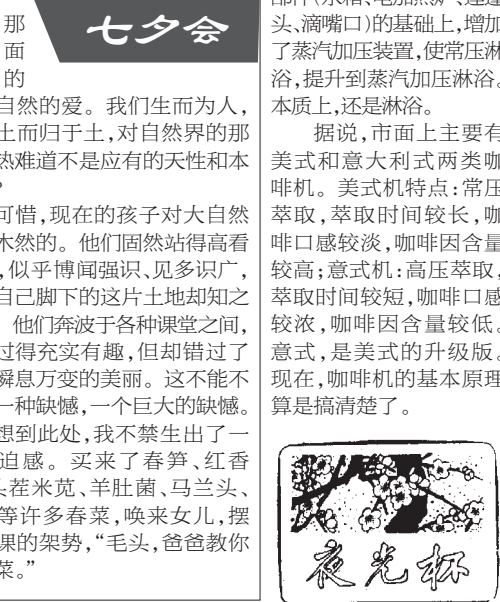 七夕会
那
面
的
自然的爱。我们生而为人，
土而归于土，对自然界的那
热难道不是应有的天性和本
?
可惜，现在的孩子对大自然
木然的。他们固然站得高看
，似乎博闻强识、见多识广，
自己脚下的这片土地却知之
。他们奔波于各种课堂之间，
过得充实有趣，但却错过了
瞬息万变的美丽。这不能不
一种缺憾，一个巨大的缺憾。
想到此处，我不禁生出了一
迫感。买来了春笋、红香
头茬米苋、羊肚菌、马兰头、
等许多春菜，唤来女儿，摆
课的架势，“毛头，爸爸教你
菜。”
头、滴嘴口)的基础上，增加
了蒸汽加压装置，使常压淋
浴，提升到蒸汽加压淋浴。
本质上，还是淋浴。
据说，市面上主要有
美式和意大利式两类咖
啡机。美式机特点：常压
萃取，萃取时间较长，咖
啡口感较淡，咖啡因含量
较高；意式机：高压萃取，
萃取时间较短，咖啡口感
较浓，咖啡因含量较低。
意式，是美式的升级版。
现在，咖啡机的基本原理
算是搞清楚了。
夜光杯